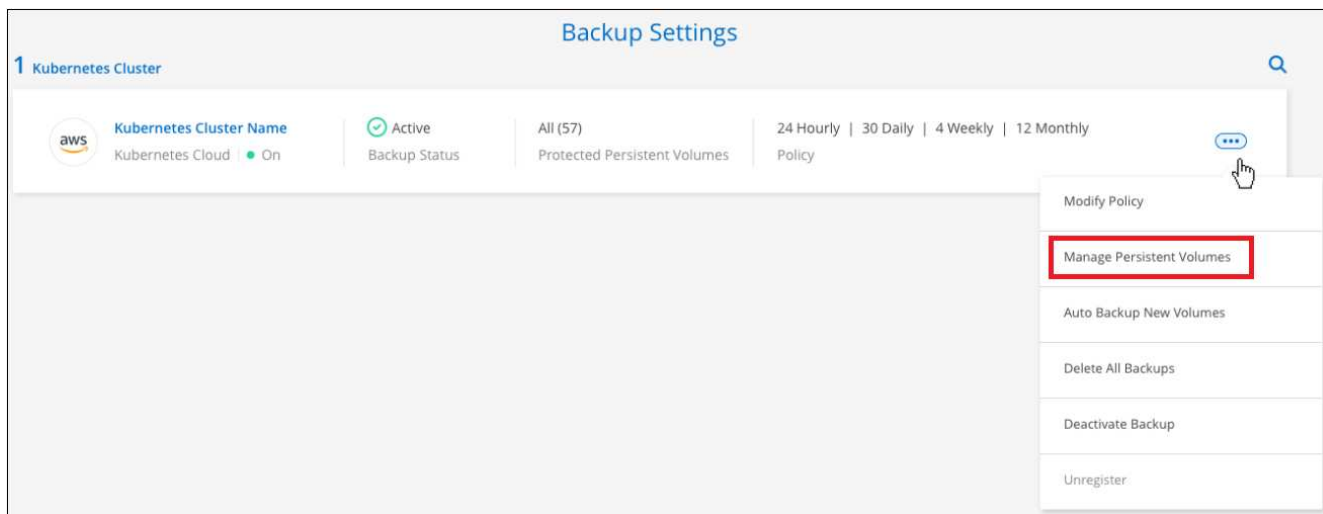 Backup Settings
1 Kubernetes Cluster
aws
Kubernetes Cluster Name
Kubernetes Cloud | On
Active
Backup Status
All (57)
Protected Persistent Volumes
24 Hourly | 30 Daily | 4 Weekly | 12 Monthly
Policy
Modify Policy
Manage Persistent Volumes
Auto Backup New Volumes
Delete All Backups
Deactivate Backup
Unregister